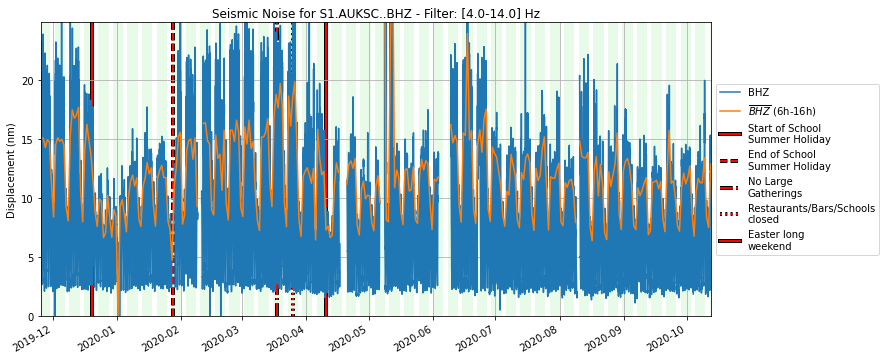 Seismic Noise for S1.AUKSC..BHZ - Filter: [4.0-14.0] Hz
Displacement (nm)
20
15
10
5
0
2019-12
2020-01
2020-02
2020-03
2020-04
2020-05
2020-06
2020-07
2020-08
2020-09
2020-10
BHZ
BHZ (6h-16h)
Start of School
Summer Holiday
End of School
Summer Holiday
No Large
Gatherings
Restaurants/Bars/Schools
closed
Easter long
weekend